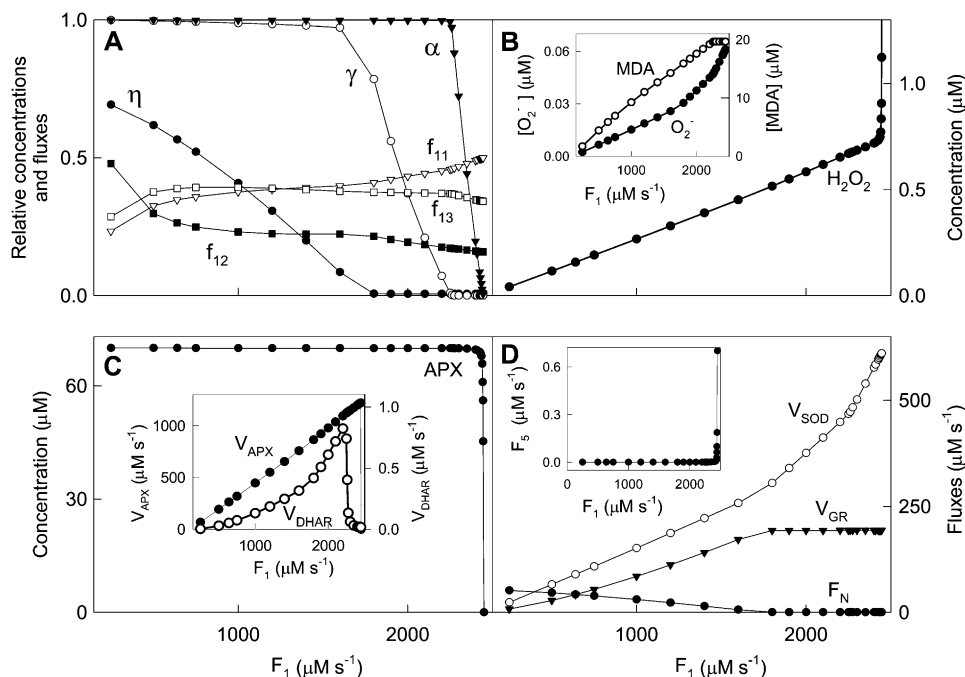 A
1.0
0.5
0.0
Relative concentrations
and fluxes
η
γ
α
f11
f13
f12
B
0.06
0.03
0.00
[O2-] (μM)
20
10
0
[MDA] (μM)
MDA
O2-
1000
2000
F1 (μM s-1)
H2O2
1.0
0.5
0.0
Concentration (μM)
C
60
30
0
Concentration (μM)
APX
1000
500
0
VAPX (μM s-1)
1.0
0.5
0.0
VDHAR (μM s-1)
VAPX
VDHAR
1000
2000
F1 (μM s-1)
1000
2000
F1 (μM s-1)
D
0.6
0.3
0.0
F5 (μM s-1)
0
1000
2000
F1 (μM s-1)
VSOD
VGR
FN
500
250
0
Fluxes (μM s-1)
1000
2000
F1 (μM s-1)